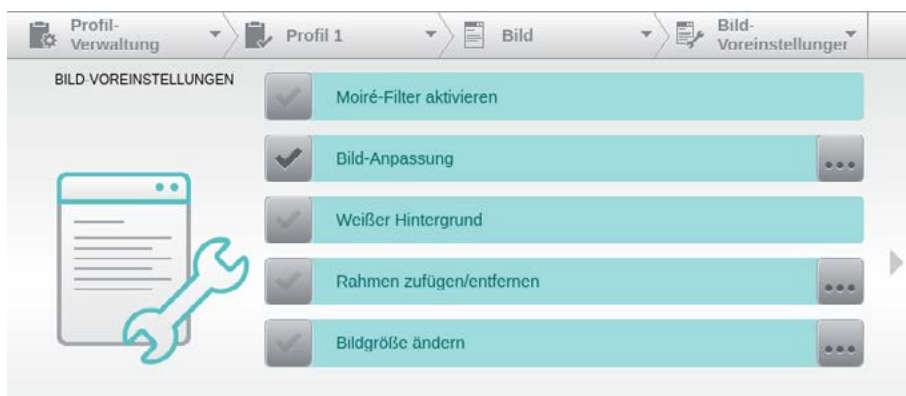 Profil-
Verwaltung
Profil 1
Bild
Bild-
Voreinstellunger
BILD-VOREINSTELLUNGEN
Moiré-Filter aktivieren
Bild-Anpassung
Weißer Hintergrund
Rahmen zufügen/entfernen
Bildgröße ändern